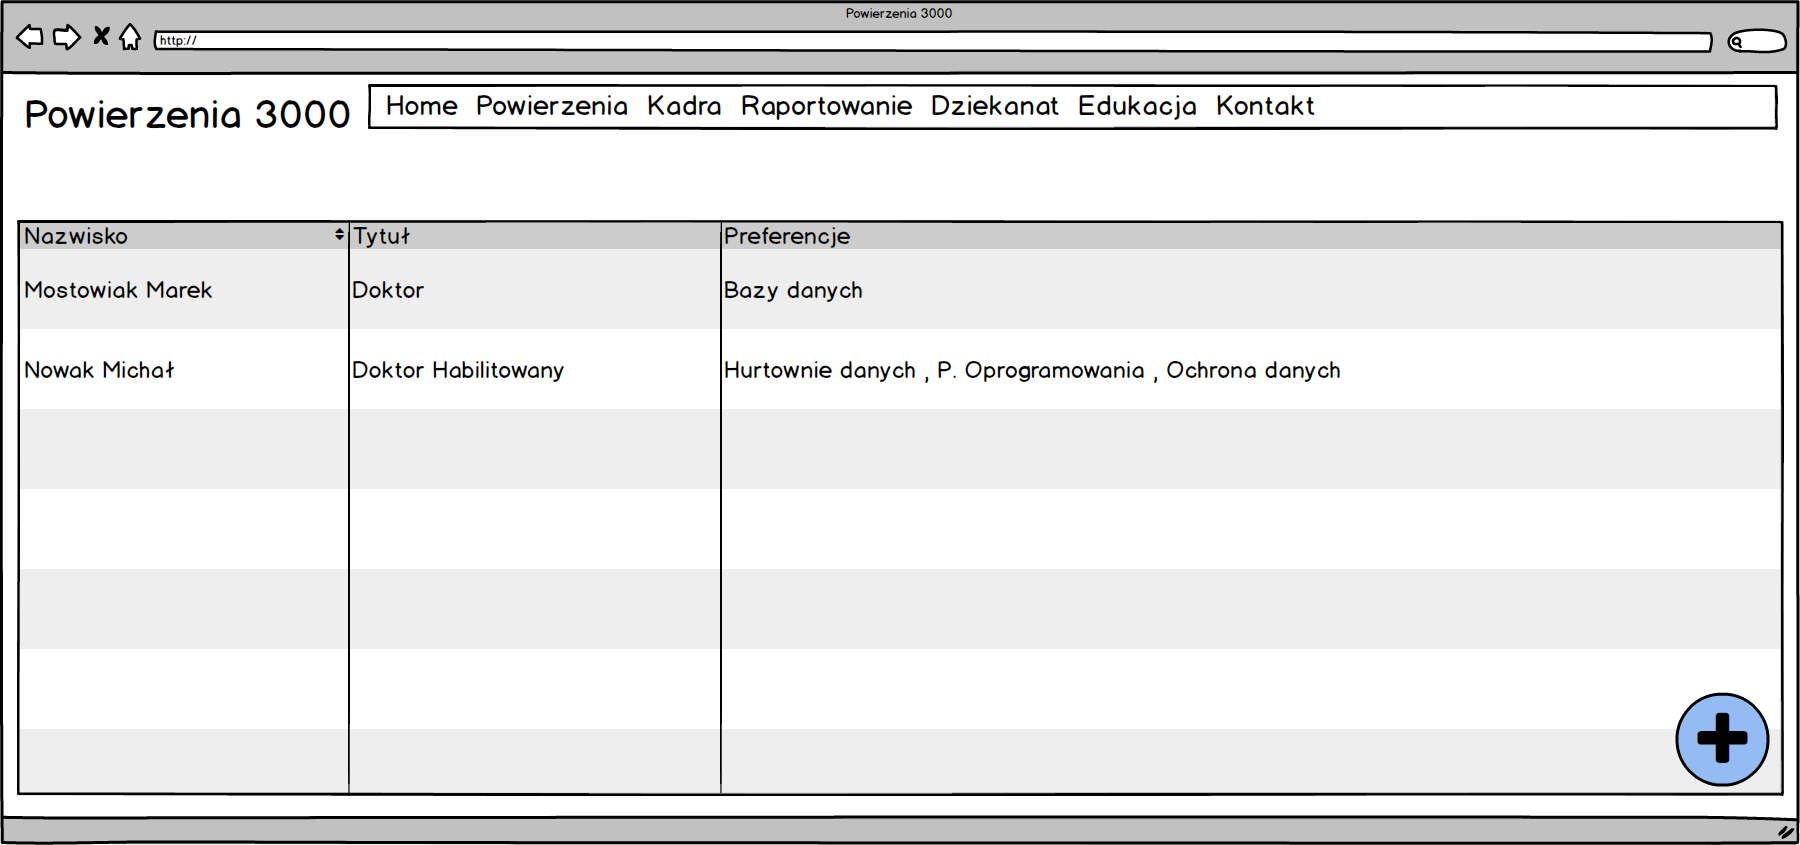 Powierzenia 3000
http://
Powierzenia 3000
Home Powierzenia Kadra Raportowanie Dziekanat Edukacja Kontakt
Nazwisko Tytuł Preferencje
Mostowiak Marek Doktor Bazy danych
Nowak Michał Doktor Habilitowany Hurtownie danych , P. Oprogramowania , Ochrona danych